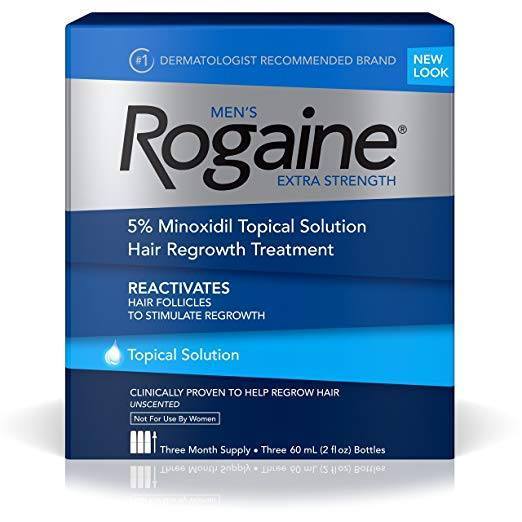 #1 DERMATOLOGIST RECOMMENDED BRAND
NEW
LOOK
MEN'S
Rogaine®
EXTRA STRENGTH
5% Minoxidil Topical Solution
Hair Regrowth Treatment
REACTIVATES
HAIR FOLLICLES
TO STIMULATE REGROWTH
Topical Solution
CLINICALLY PROVEN TO HELP REGROW HAIR
UNSCENTED
Not For Use By Women
Three Month Supply • Three 60 mL (2 fl oz) Bottles